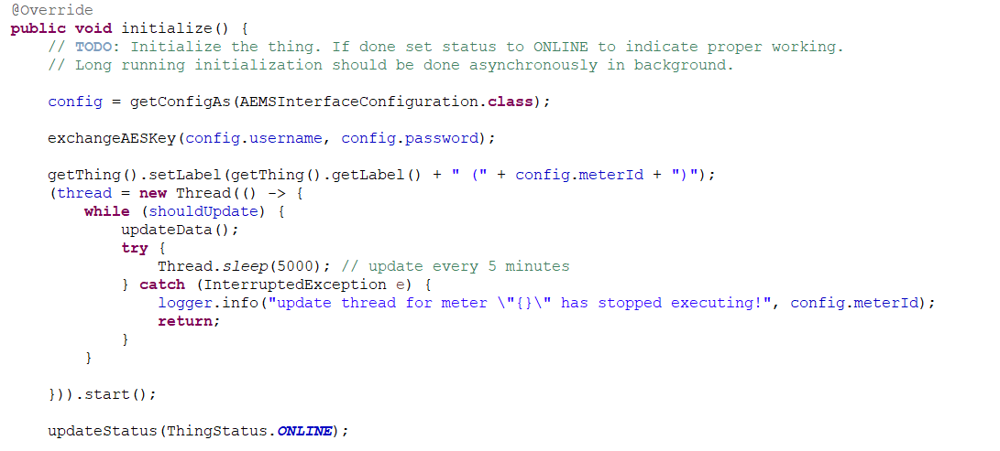 @Override
public void initialize() {
    // TODO: Initialize the thing. If done set status to ONLINE to indicate proper working.
    // Long running initialization should be done asynchronously in background.

    config = getConfigAs(AEMSInterfaceConfiguration.class);

    exchangeAESKey(config.username, config.password);

    getThing().setLabel(getThing().getLabel() + " (" + config.meterId + ")");
    (thread = new Thread(() -> {
        while (shouldUpdate) {
            updateData();
            try {
                Thread.sleep(5000); // update every 5 minutes
            } catch (InterruptedException e) {
                logger.info("update thread for meter \"{}\" has stopped executing!", config.meterId);
                return;
            }
        }

    })).start();

    updateStatus(ThingStatus.ONLINE);